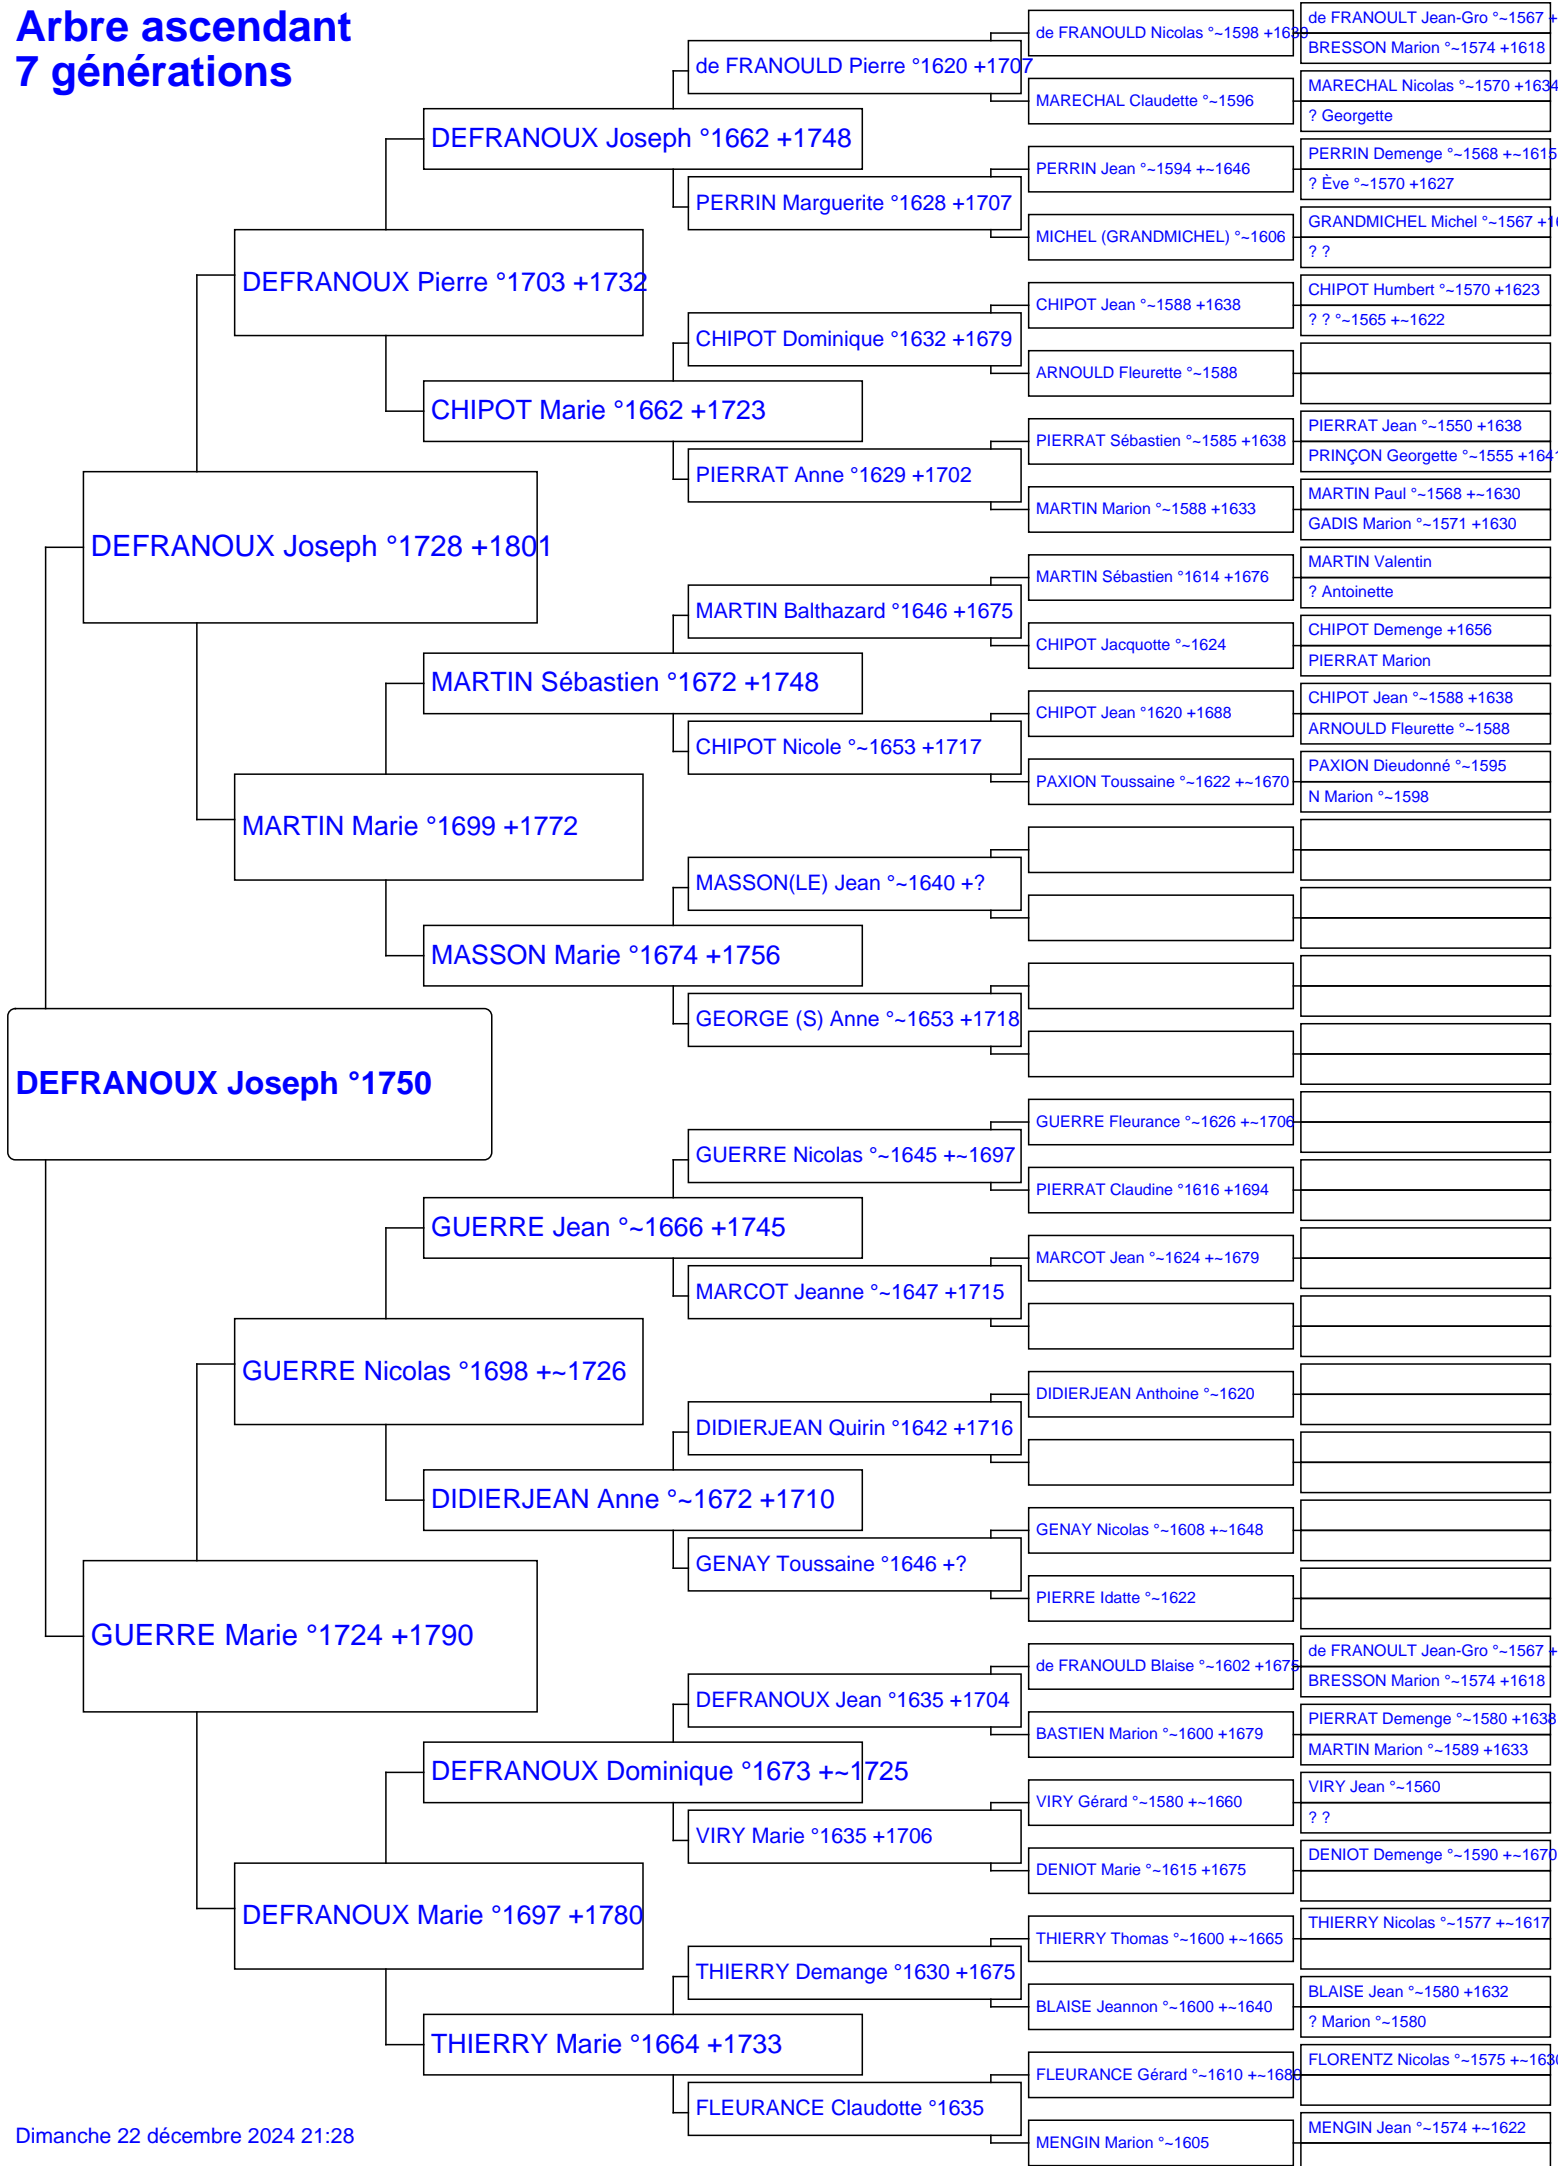 Arbre ascendant
7 générations
DEFRANOUX Joseph °1750
DEFRANOUX Joseph °1728 +1801
GUERRE Marie °1724 +1790
DEFRANOUX Pierre °1703 +1732
MARTIN Marie °1699 +1772
GUERRE Nicolas °1698 +~1726
DEFRANOUX Marie °1697 +1780
DEFRANOUX Joseph °1662 +1748
CHIPOT Marie °1662 +1723
MARTIN Sébastien °1672 +1748
MASSON Marie °1674 +1756
GUERRE Jean °~1666 +1745
DIDIERJEAN Anne °~1672 +1710
DEFRANOUX Dominique °1673 +~1725
THIERRY Marie °1664 +1733
de FRANOULD Pierre °1620 +1707
PERRIN Marguerite °1628 +1707
CHIPOT Dominique °1632 +1679
PIERRAT Anne °1629 +1702
MARTIN Balthazard °1646 +1675
CHIPOT Nicole °~1653 +1717
MASSON(LE) Jean °~1640 +?
GEORGE (S) Anne °~1653 +1718
GUERRE Nicolas °~1645 +~1697
MARCOT Jeanne °~1647 +1715
DIDIERJEAN Quirin °1642 +1716
GENAY Toussaine °1646 +?
DEFRANOUX Jean °1635 +1704
VIRY Marie °1635 +1706
THIERRY Demange °1630 +1675
FLEURANCE Claudotte °1635
de FRANOULD Nicolas °~1598 +1639
MARECHAL Claudette °~1596
PERRIN Jean °~1594 +~1646
MICHEL (GRANDMICHEL) °~1606
CHIPOT Jean °~1588 +1638
ARNOULD Fleurette °~1588
PIERRAT Sébastien °~1585 +1638
MARTIN Marion °~1588 +1633
MARTIN Sébastien °1614 +1676
CHIPOT Jacquotte °~1624
CHIPOT Jean °1620 +1688
PAXION Toussaine °~1622 +~1670
GUERRE Fleurance °~1626 +~1706
PIERRAT Claudine °1616 +1694
MARCOT Jean °~1624 +~1679
DIDIERJEAN Anthoine °~1620
GENAY Nicolas °~1608 +~1648
PIERRE Idatte °~1622
de FRANOULD Blaise °~1602 +1675
BASTIEN Marion °~1600 +1679
VIRY Gérard °~1580 +~1660
DENIOT Marie °~1615 +1675
THIERRY Thomas °~1600 +~1665
BLAISE Jeannon °~1600 +~1640
FLEURANCE Gérard °~1610 +~1680
MENGIN Marion °~1605
de FRANOULT Jean-Gro °~1567 +
BRESSON Marion °~1574 +1618
MARECHAL Nicolas °~1570 +1634
? Georgette
PERRIN Demenge °~1568 +~1615
? Ève °~1570 +1627
GRANDMICHEL Michel °~1567
? ?
CHIPOT Humbert °~1570 +1623
? ? °~1565 +~1622
PIERRAT Jean °~1550 +1638
PRINÇON Georgette °~1555 +1641
MARTIN Paul °~1568 +~1630
GADIS Marion °~1571 +1630
MARTIN Valentin
? Antoinette
CHIPOT Demenge +1656
PIERRAT Marion
CHIPOT Jean °~1588 +1638
ARNOULD Fleurette °~1588
PAXION Dieudonné °~1595
N Marion °~1598
de FRANOULT Jean-Gro °~1567 +
BRESSON Marion °~1574 +1618
PIERRAT Demenge °~1580 +1638
MARTIN Marion °~1589 +1633
VIRY Jean °~1560
? ?
DENIOT Demenge °~1590 +~1670
THIERRY Nicolas °~1577 +~1617
BLAISE Jean °~1580 +1632
? Marion °~1580
FLORENTZ Nicolas °~1575 +~1630
MENGIN Jean °~1574 +~1622
Dimanche 22 décembre 2024 21:28